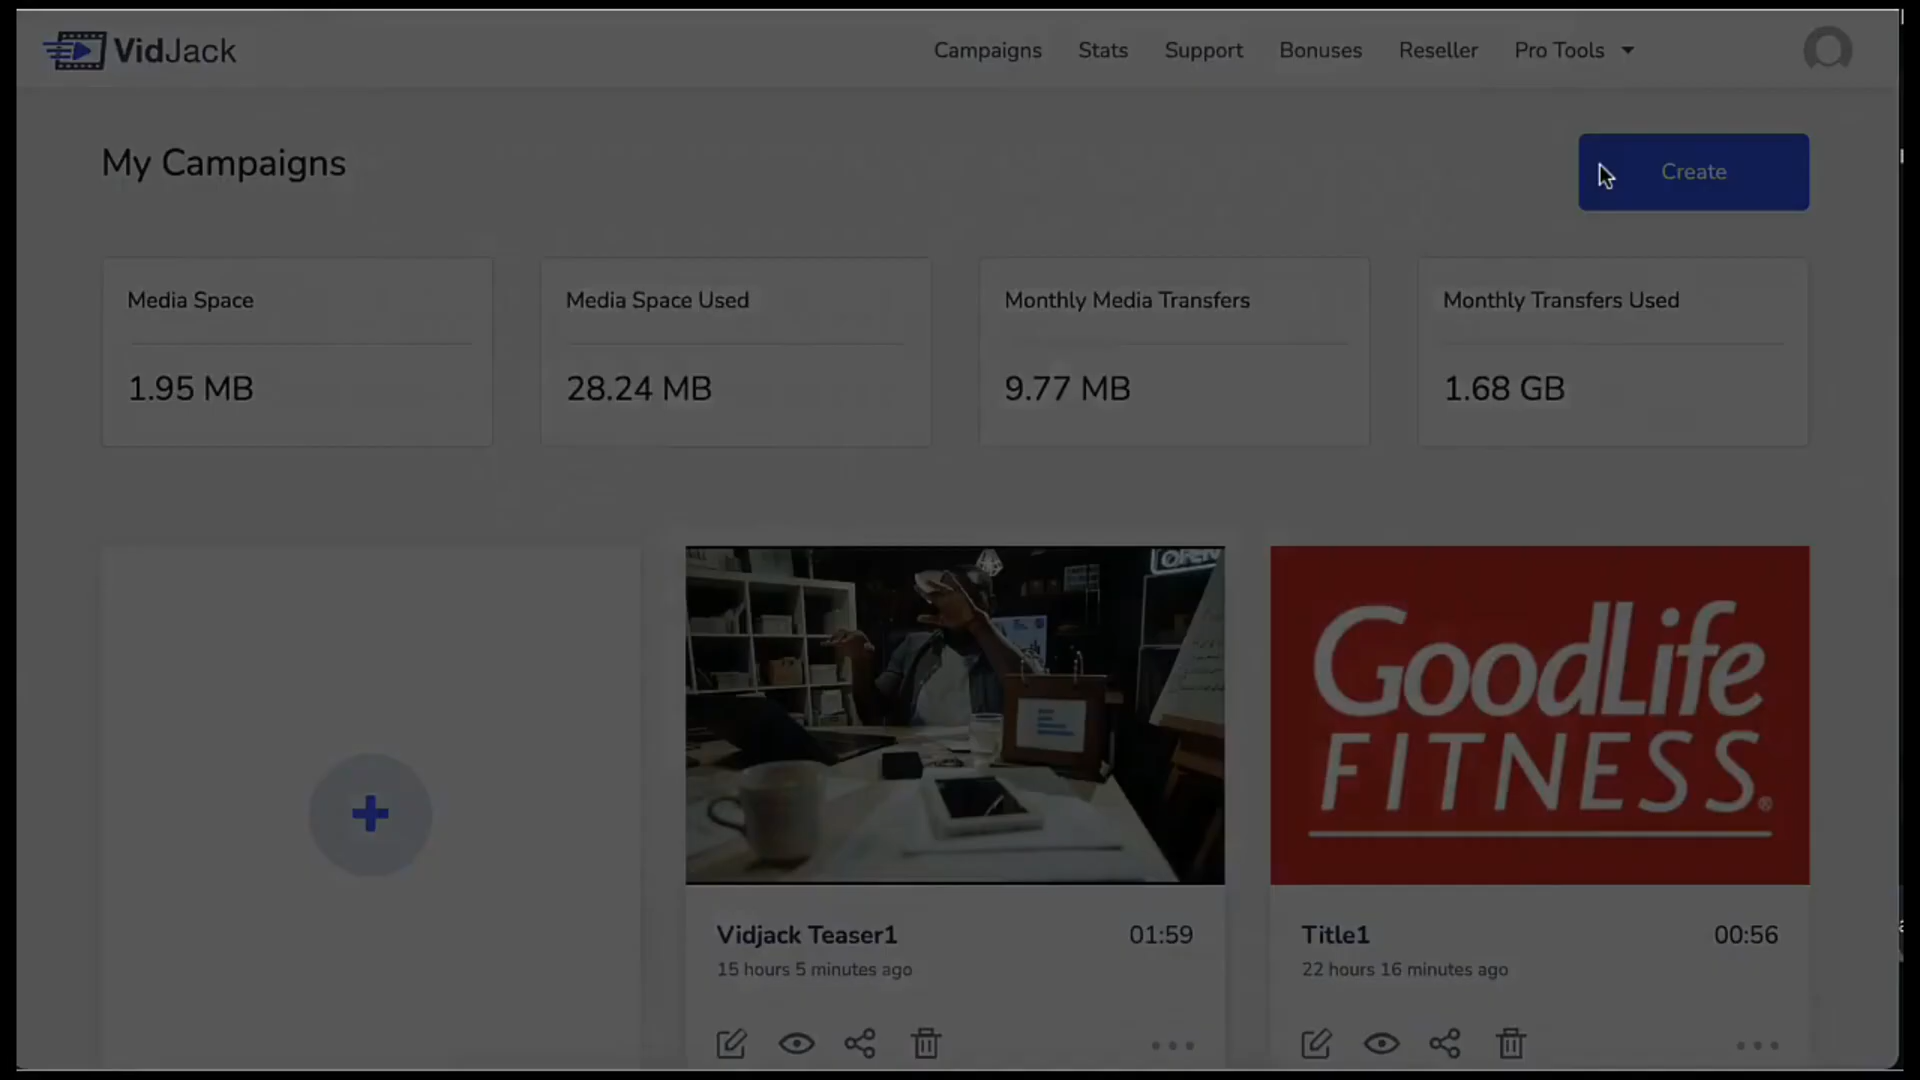 VidJack
Campaigns Stats Support Bonuses Reseller Pro Tools
My Campaigns
Create
Media Space
Media Space Used
Monthly Media Transfers
Monthly Transfers Used
1.95 MB
28.24 MB
9.77 MB
1.68 GB
OPEN
GoodLife
FITNESS®
Vidjack Teaser1 01:59
15 hours 5 minutes ago
Title1 00:56
22 hours 16 minutes ago